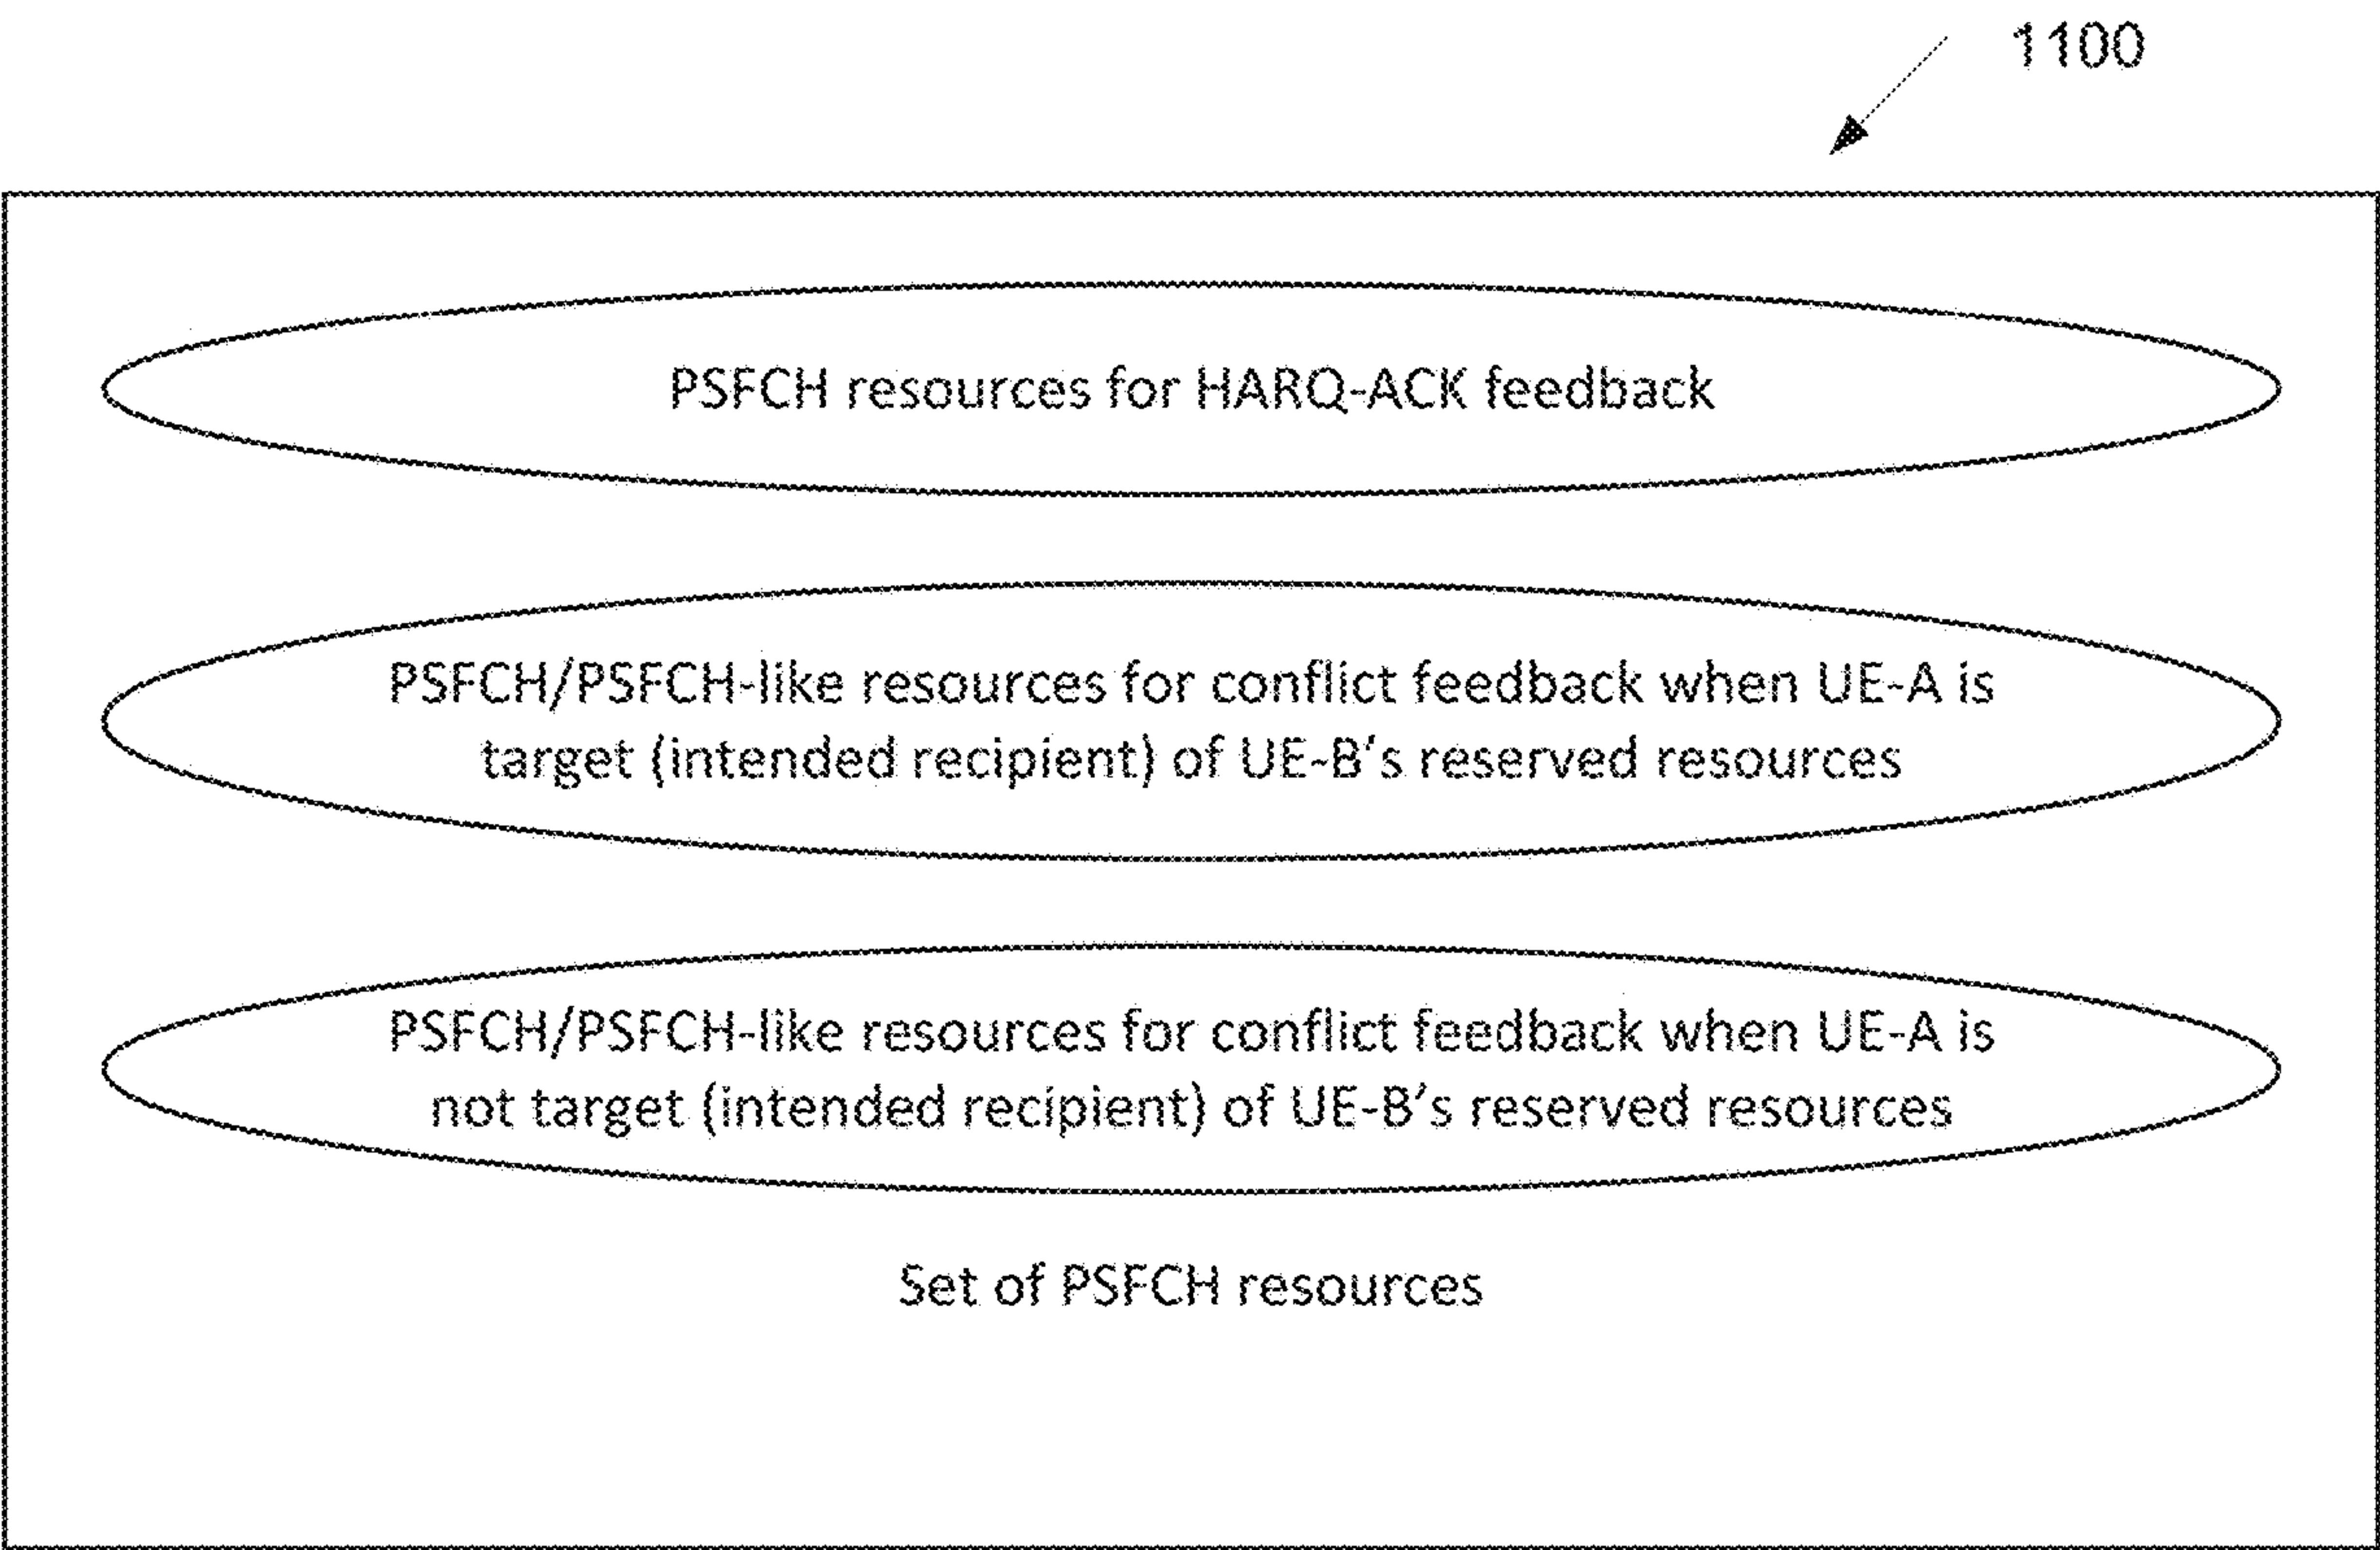 1100
PSFCH resources for HARQ-ACK feedback
PSFCH/PSFCH-like resources for conflict feedback when UE-A is
target (intended recipient) of UE-B's reserved resources
PSFCH/PSFCH-like resources for conflict feedback when UE-A is
not target (intended recipient) of UE-B's reserved resources
Set of PSFCH resources